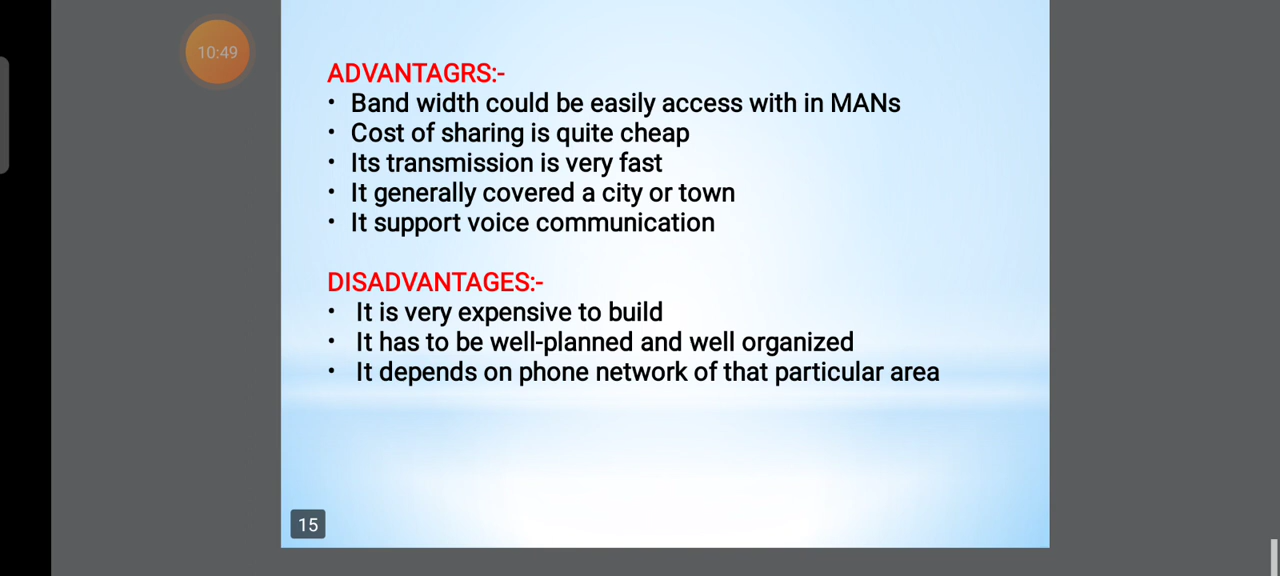 10:49
ADVANTAGRS:-
• Band width could be easily access with in MANs
• Cost of sharing is quite cheap
• Its transmission is very fast
• It generally covered a city or town
• It support voice communication
DISADVANTAGES:-
• It is very expensive to build
• It has to be well-planned and well organized
• It depends on phone network of that particular area
15